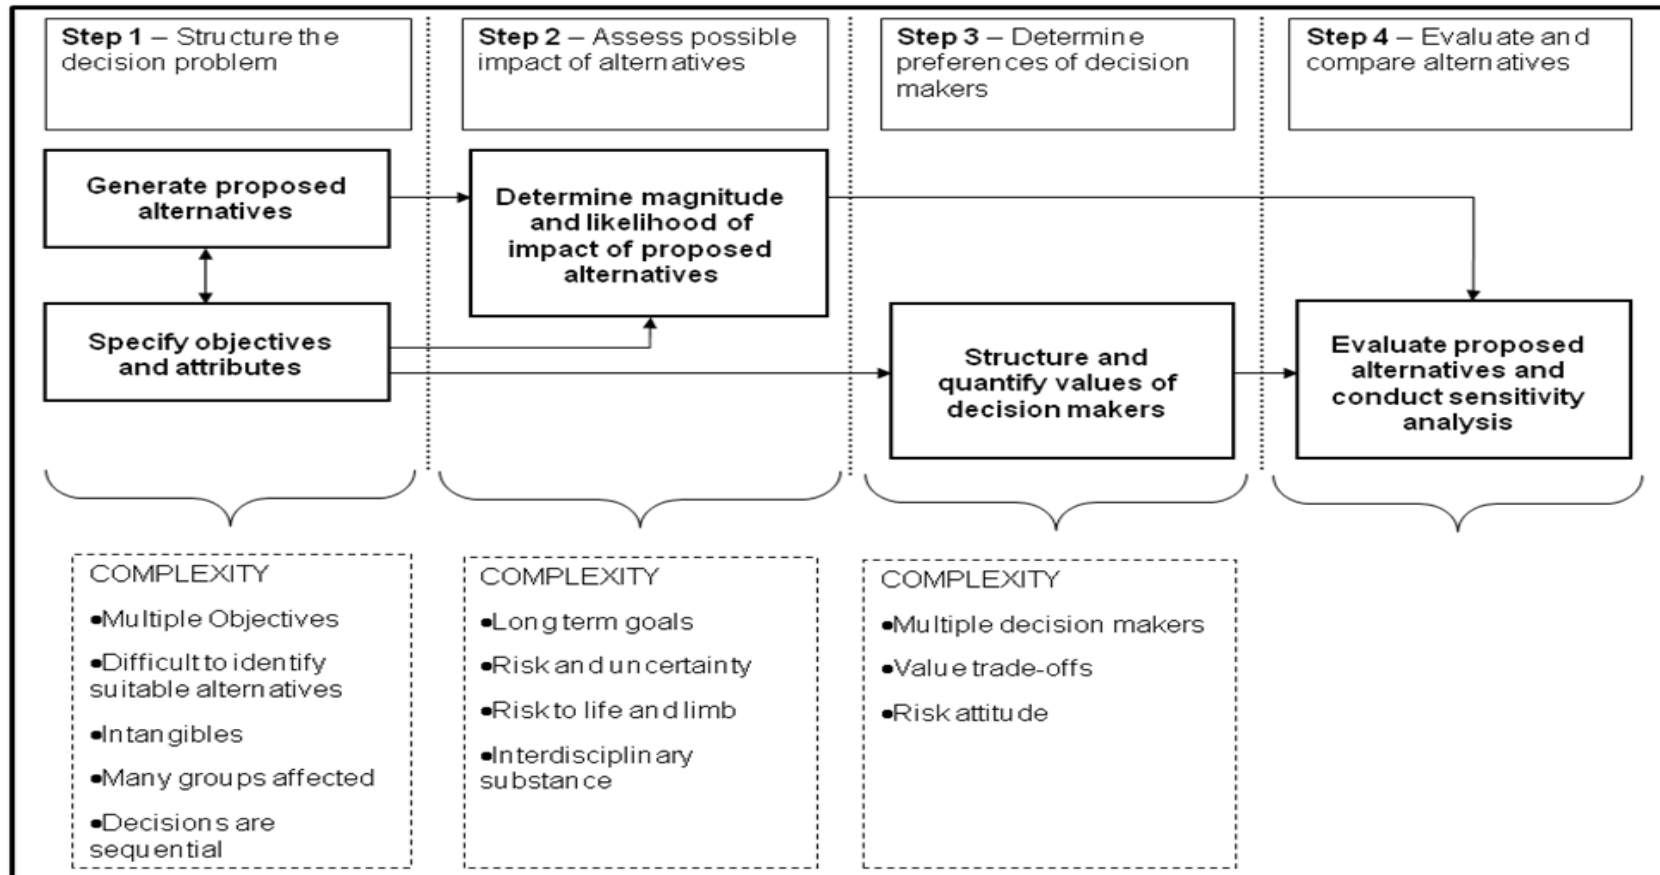 Step 1 – Structure the
decision problem
Step 2 – Assess possible
impact of alternatives
Step 3 – Determine
preferences of decision
makers
Step 4 – Evaluate and
compare alternatives
Generate proposed
alternatives
Determine magnitude
and likelihood of
impact of proposed
alternatives
Specify objectives
and attributes
Structure and
quantify values of
decision makers
Evaluate proposed
alternatives and
conduct sensitivity
analysis
COMPLEXITY
•Multiple Objectives
•Difficult to identify
suitable alternatives
•Intangibles
•Many groups affected
•Decisions are
sequential
COMPLEXITY
•Long term goals
•Risk and uncertainty
•Risk to life and limb
•Interdisciplinary
substance
COMPLEXITY
•Multiple decision makers
•Value trade-offs
•Risk attitude